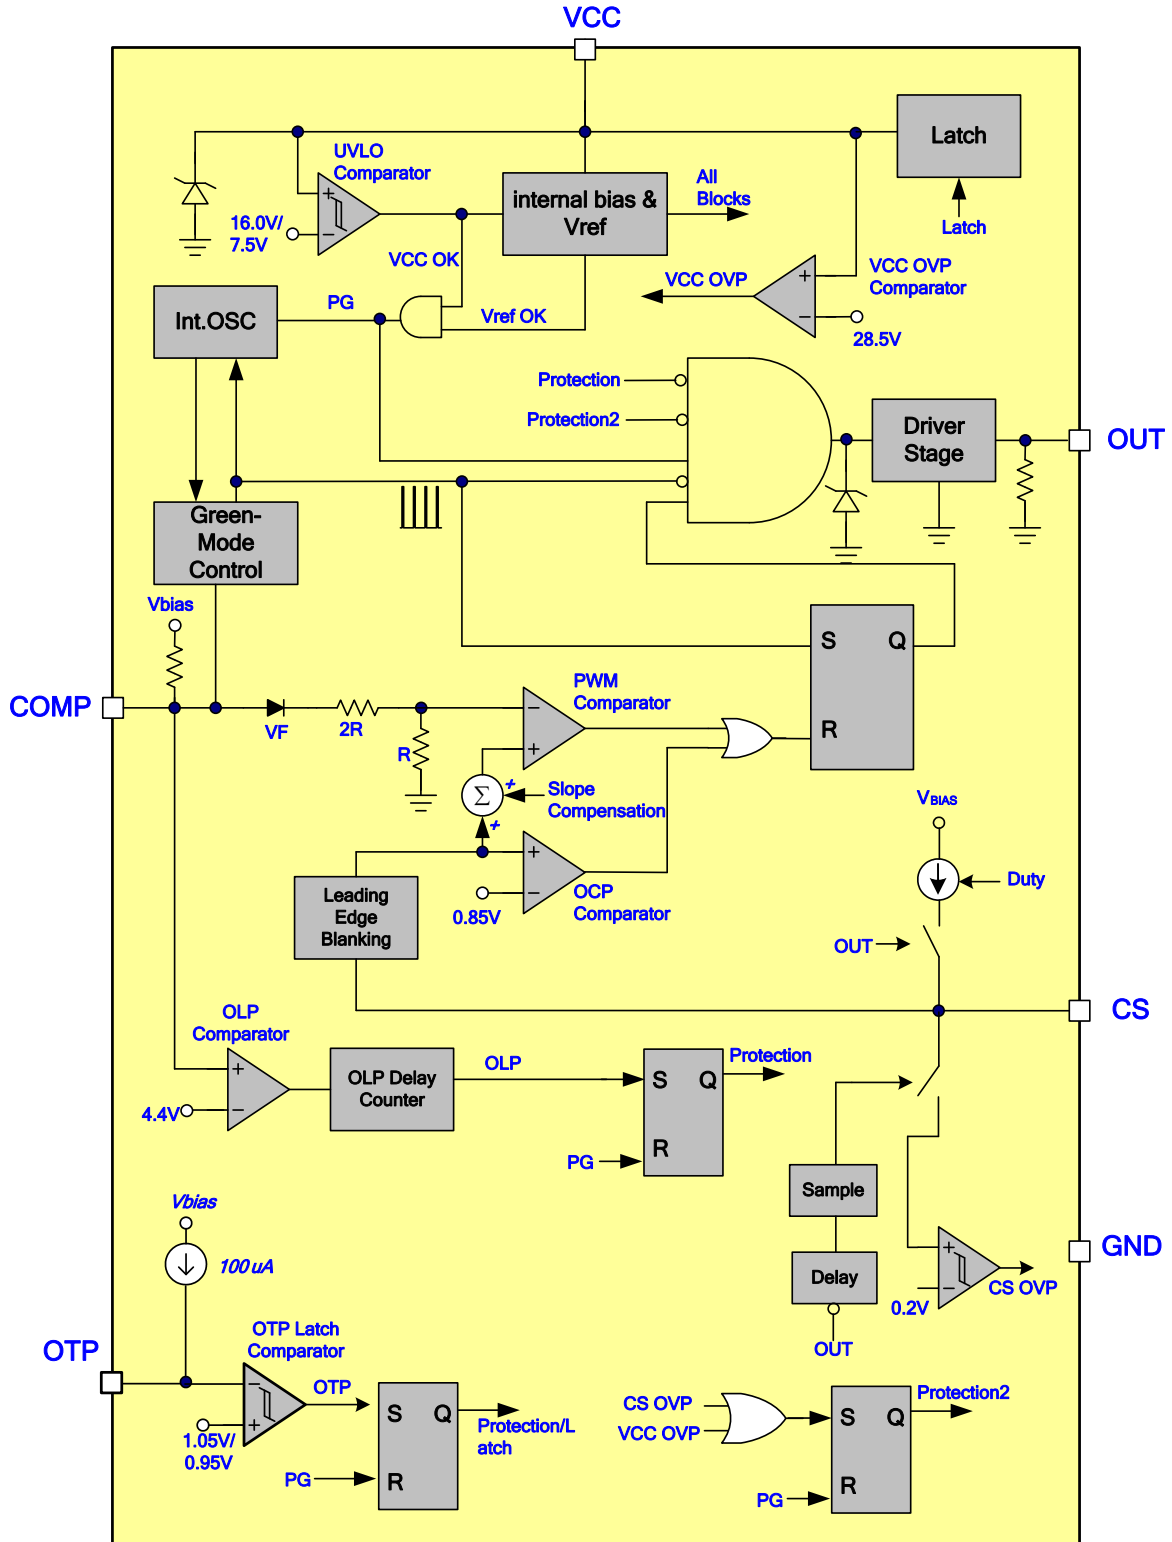 VCC
Latch
UVLO
Comparator
internal bias &
Vref
All
Blocks
+
−
16.0V/
7.5V
Latch
VCC OK
VCC OVP
VCC OVP
Comparator
+
−
28.5V
Int.OSC
PG
Vref OK
Protection
Protection2
Driver
Stage
OUT
Green-
Mode
Control
Vbias
S
Q
R
COMP
VF
2R
R
PWM
Comparator
−
+
Σ
+
+
Slope
Compensation
VBIAS
Duty
OUT
Leading
Edge
Blanking
+
−
0.85V
OCP
Comparator
CS
OLP
Comparator
+
−
4.4V
OLP Delay
Counter
OLP
S
Q
R
Protection
PG
Sample
Delay
OUT
+
−
0.2V
CS OVP
GND
Vbias
100uA
OTP
OTP Latch
Comparator
−
+
1.05V/
0.95V
OTP
S
Q
R
Protection/L
atch
PG
CS OVP
VCC OVP
S
Q
R
Protection2
PG